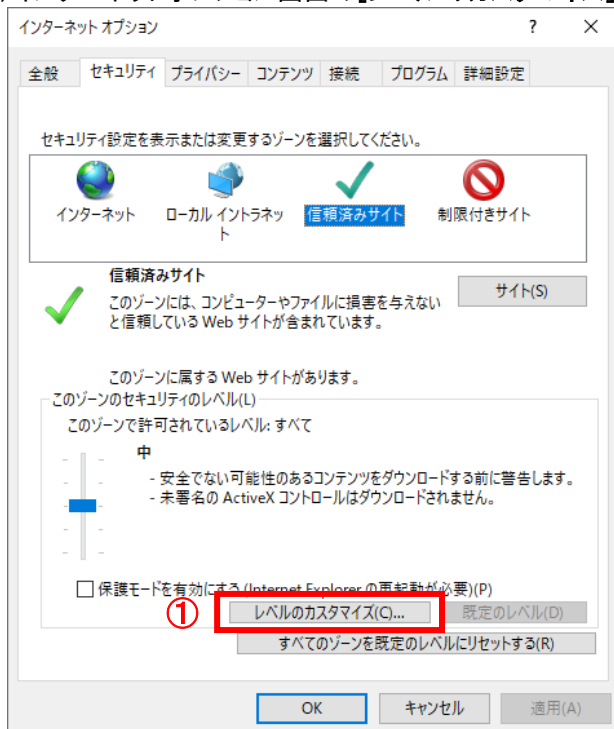 インターネット オプション
? ×
全般 セキュリティ プライバシー コンテンツ 接続 プログラム 詳細設定
セキュリティ設定を表示または変更するゾーンを選択してください。
インターネット ローカル イントラネッ 信頼済みサイト 制限付きサイト
ト
信頼済みサイト
サイト(S)
このゾーンには、コンピューターやファイルに損害を与えない
と信頼している Web サイトが含まれています。
このゾーンに属する Web サイトがあります。
このゾーンのセキュリティのレベル(L)
このゾーンで許可されているレベル: すべて
中
- 安全でない可能性のあるコンテンツをダウンロードする前に警告します。
- 未署名の ActiveX コントロールはダウンロードされません。
保護モードを有効にする (Internet Explorer の再起動が必要)(P)
① レベルのカスタマイズ(C)... 既定のレベル(D)
すべてのゾーンを既定のレベルにリセットする(R)
OK キャンセル 適用(A)